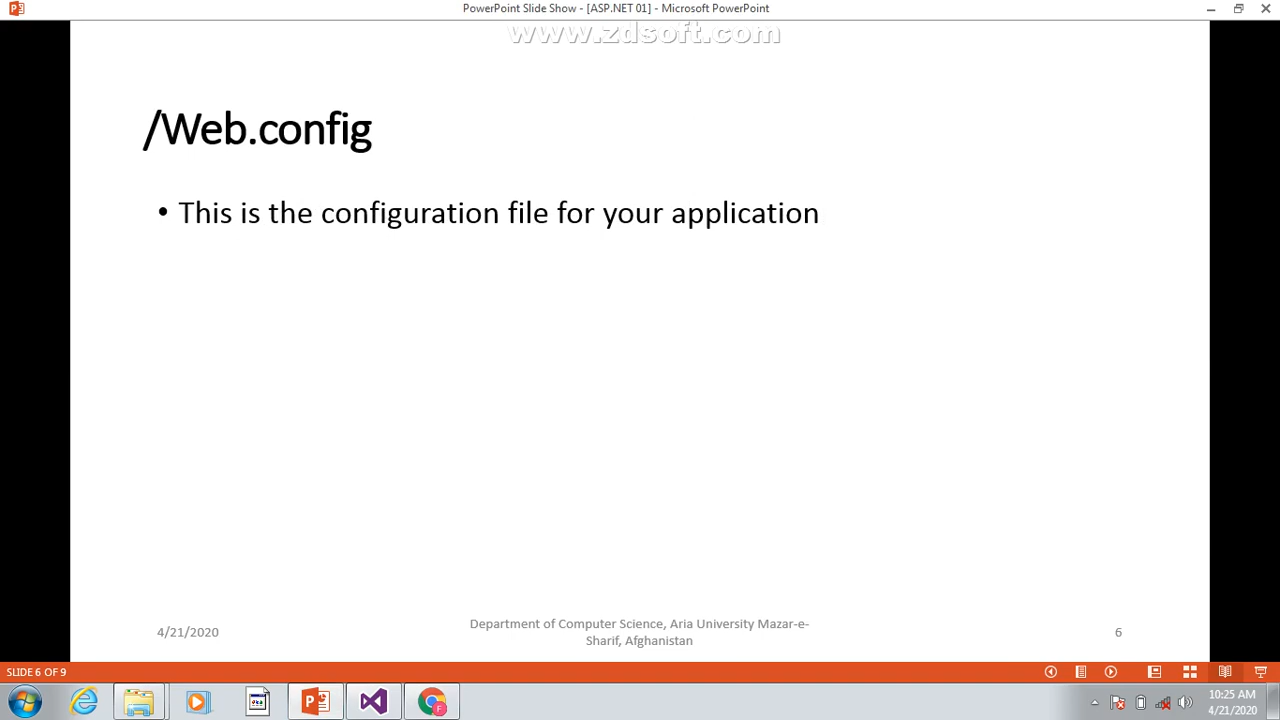 PowerPoint Slide Show - [ASP.NET 01] - Microsoft PowerPoint
www.zdsoft.com
/Web.config
• This is the configuration file for your application
4/21/2020
Department of Computer Science, Aria University Mazar-e-
Sharif, Afghanistan
6
SLIDE 6 OF 9
10:25 AM
4/21/2020